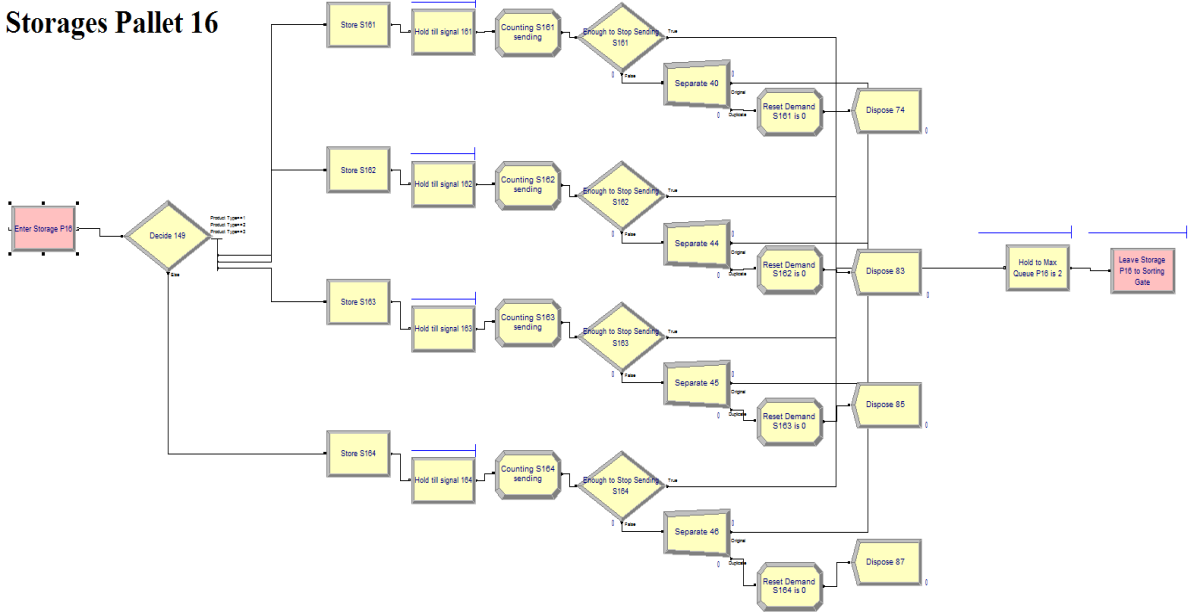 Storages Pallet 16
Enter Storage P16
Decide 149
Product Type==1
Product Type==2
Product Type==3
Else
Store S161
Hold till signal 161
Counting S161
sending
Enough to Stop Sending
S161
True
False
Separate 40
Original
Duplicate
Reset Demand
S161 is 0
Dispose 74
Store S162
Hold till signal 162
Counting S162
sending
Enough to Stop Sending
S162
True
False
Separate 44
Original
Duplicate
Reset Demand
S162 is 0
Dispose 83
Hold to Max
Queue P16 is 2
Leave Storage
P16 to Sorting
Gate
Store S163
Hold till signal 163
Counting S163
sending
Enough to Stop Sending
S163
True
False
Separate 45
Original
Duplicate
Reset Demand
S163 is 0
Dispose 85
Store S164
Hold till signal 164
Counting S164
sending
Enough to Stop Sending
S164
True
False
Separate 46
Original
Duplicate
Reset Demand
S164 is 0
Dispose 87